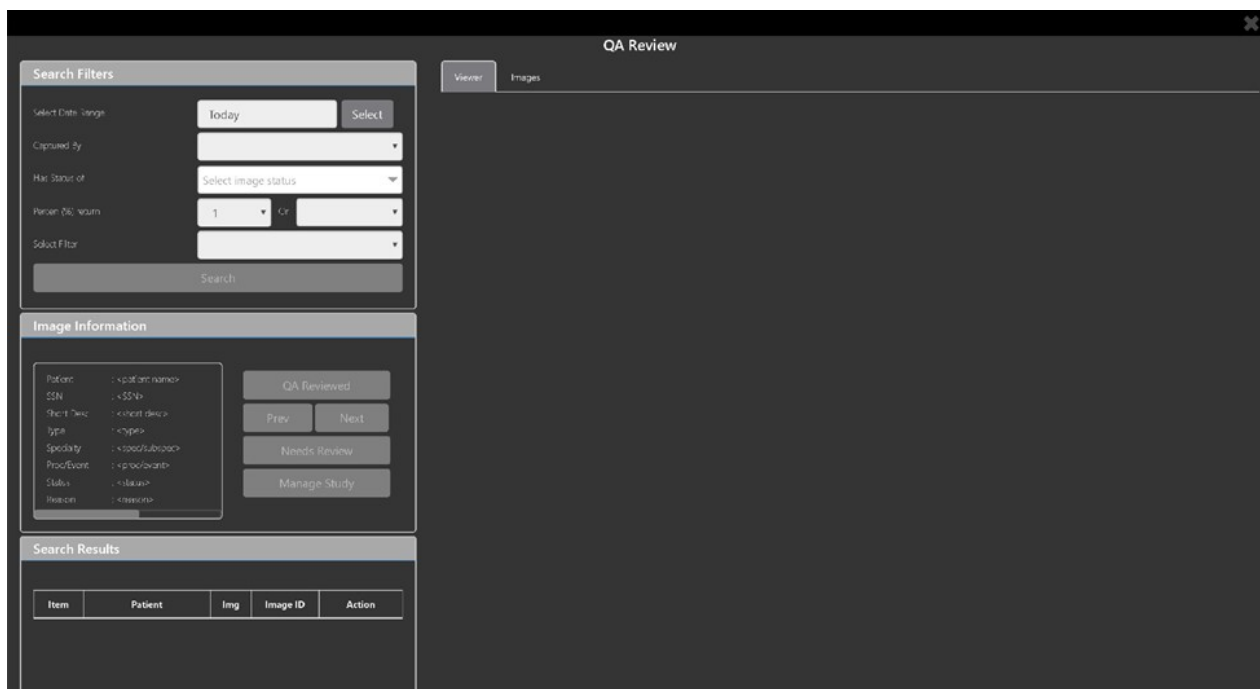 QA Review
Search Filters
Viewer Images
Select Date Range Today Select
Captured By
Has Status of Select image status
Percent (%) return 1 Or
Select Filter
Search
Image Information
Patient : <patient name>
SSN : <SSN>
Short Desc : <short desc>
Type : <type>
Specialty : <spec/subspec>
Proc/Event : <proc/event>
Status : <status>
Reason : <reason>
QA Reviewed
Prev Next
Needs Review
Manage Study
Search Results
Item Patient Img Image ID Action